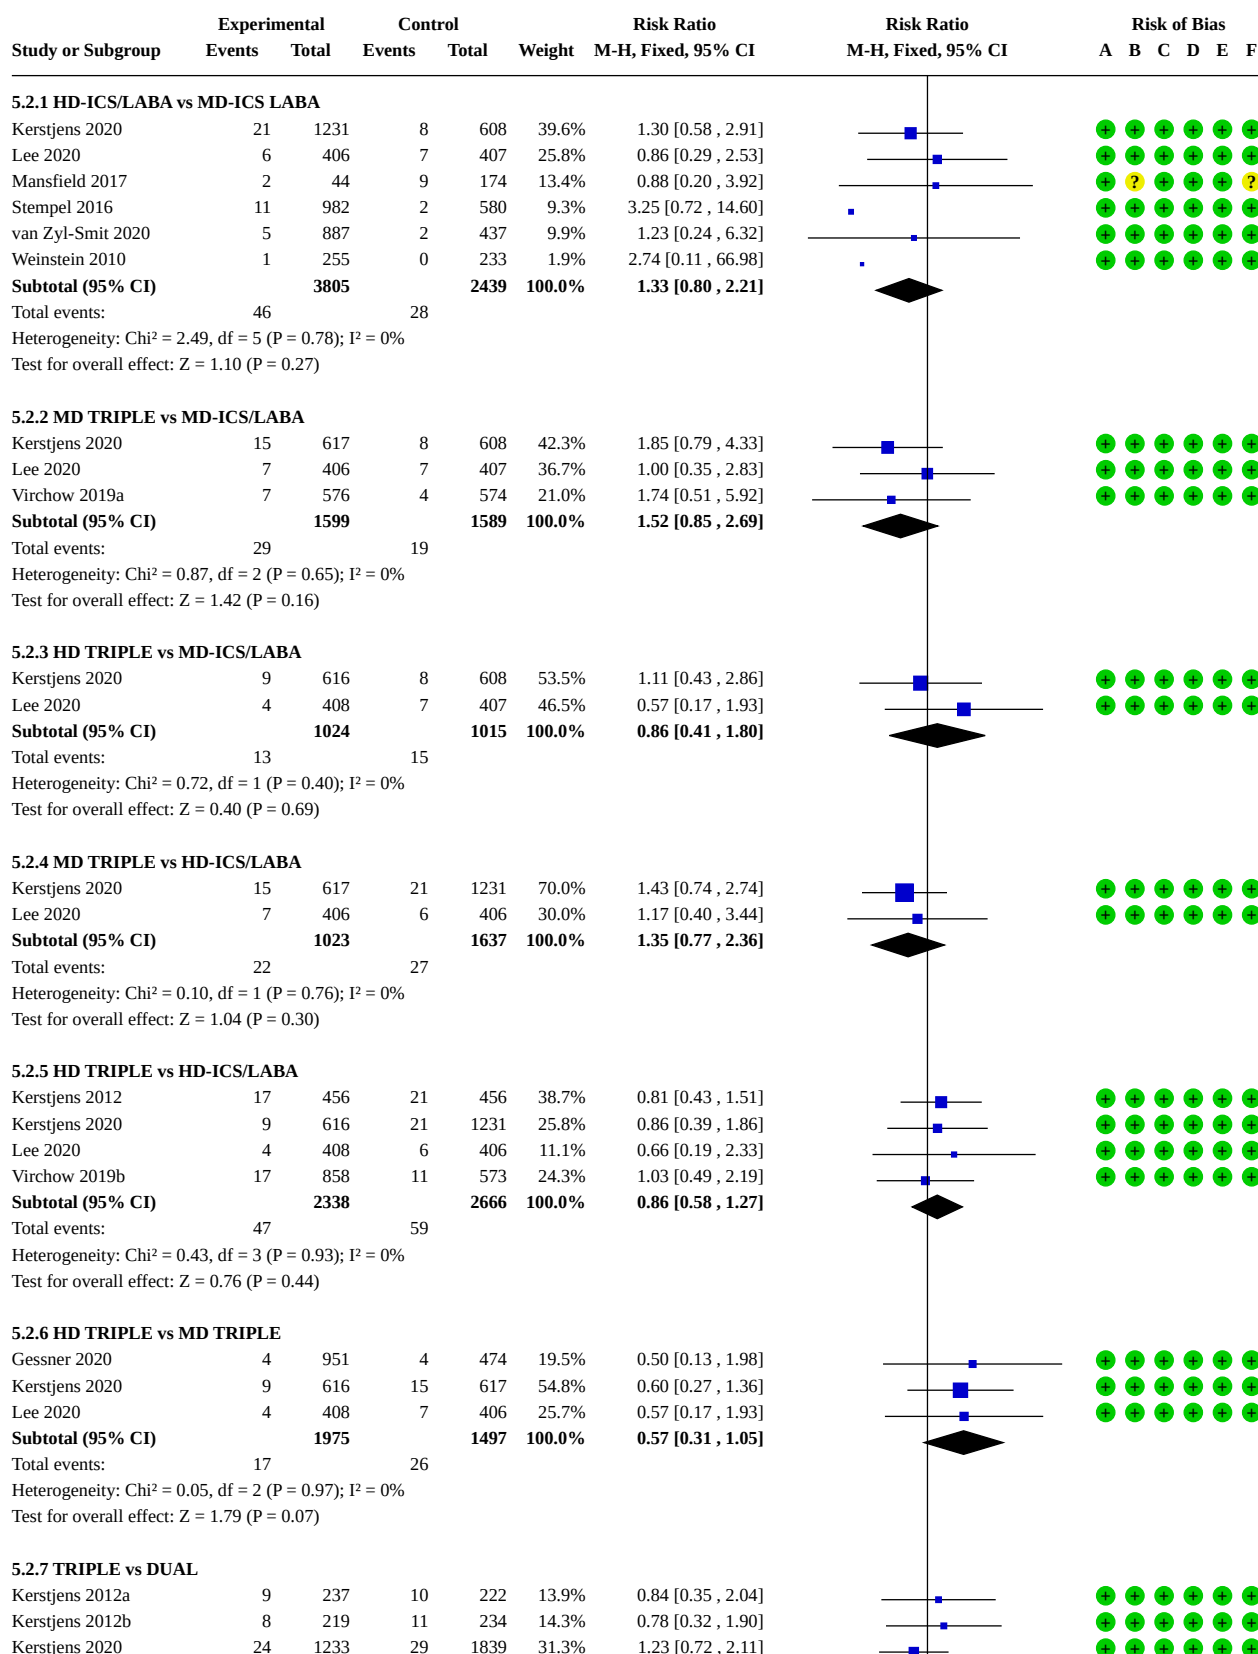 Experimental Control Risk Ratio Risk Ratio Risk of Bias
Study or Subgroup Events Total Events Total Weight M-H, Fixed, 95% CI M-H, Fixed, 95% CI A B C D E F
5.2.1 HD-ICS/LABA vs MD-ICS LABA
Kerstjens 2020 21 1231 8 608 39.6% 1.30 [0.58 , 2.91] + + + + + +
Lee 2020 6 406 7 407 25.8% 0.86 [0.29 , 2.53] + + + + + +
Mansfield 2017 2 44 9 174 13.4% 0.88 [0.20 , 3.92] + ? + + + ?
Stempel 2016 11 982 2 580 9.3% 3.25 [0.72 , 14.60] + + + + + +
van Zyl-Smit 2020 5 887 2 437 9.9% 1.23 [0.24 , 6.32] + + + + + +
Weinstein 2010 1 255 0 233 1.9% 2.74 [0.11 , 66.98] + + + + + +
Subtotal (95% CI) 3805 2439 100.0% 1.33 [0.80 , 2.21]
Total events: 46 28
Heterogeneity: Chi² = 2.49, df = 5 (P = 0.78); I² = 0%
Test for overall effect: Z = 1.10 (P = 0.27)
5.2.2 MD TRIPLE vs MD-ICS/LABA
Kerstjens 2020 15 617 8 608 42.3% 1.85 [0.79 , 4.33] + + + + + +
Lee 2020 7 406 7 407 36.7% 1.00 [0.35 , 2.83] + + + + + +
Virchow 2019a 7 576 4 574 21.0% 1.74 [0.51 , 5.92] + + + + + +
Subtotal (95% CI) 1599 1589 100.0% 1.52 [0.85 , 2.69]
Total events: 29 19
Heterogeneity: Chi² = 0.87, df = 2 (P = 0.65); I² = 0%
Test for overall effect: Z = 1.42 (P = 0.16)
5.2.3 HD TRIPLE vs MD-ICS/LABA
Kerstjens 2020 9 616 8 608 53.5% 1.11 [0.43 , 2.86] + + + + + +
Lee 2020 4 408 7 407 46.5% 0.57 [0.17 , 1.93] + + + + + +
Subtotal (95% CI) 1024 1015 100.0% 0.86 [0.41 , 1.80]
Total events: 13 15
Heterogeneity: Chi² = 0.72, df = 1 (P = 0.40); I² = 0%
Test for overall effect: Z = 0.40 (P = 0.69)
5.2.4 MD TRIPLE vs HD-ICS/LABA
Kerstjens 2020 15 617 21 1231 70.0% 1.43 [0.74 , 2.74] + + + + + +
Lee 2020 7 406 6 406 30.0% 1.17 [0.40 , 3.44] + + + + + +
Subtotal (95% CI) 1023 1637 100.0% 1.35 [0.77 , 2.36]
Total events: 22 27
Heterogeneity: Chi² = 0.10, df = 1 (P = 0.76); I² = 0%
Test for overall effect: Z = 1.04 (P = 0.30)
5.2.5 HD TRIPLE vs HD-ICS/LABA
Kerstjens 2012 17 456 21 456 38.7% 0.81 [0.43 , 1.51] + + + + + +
Kerstjens 2020 9 616 21 1231 25.8% 0.86 [0.39 , 1.86] + + + + + +
Lee 2020 4 408 6 406 11.1% 0.66 [0.19 , 2.33] + + + + + +
Virchow 2019b 17 858 11 573 24.3% 1.03 [0.49 , 2.19] + + + + + +
Subtotal (95% CI) 2338 2666 100.0% 0.86 [0.58 , 1.27]
Total events: 47 59
Heterogeneity: Chi² = 0.43, df = 3 (P = 0.93); I² = 0%
Test for overall effect: Z = 0.76 (P = 0.44)
5.2.6 HD TRIPLE vs MD TRIPLE
Gessner 2020 4 951 4 474 19.5% 0.50 [0.13 , 1.98] + + + + + +
Kerstjens 2020 9 616 15 617 54.8% 0.60 [0.27 , 1.36] + + + + + +
Lee 2020 4 408 7 406 25.7% 0.57 [0.17 , 1.93] + + + + + +
Subtotal (95% CI) 1975 1497 100.0% 0.57 [0.31 , 1.05]
Total events: 17 26
Heterogeneity: Chi² = 0.05, df = 2 (P = 0.97); I² = 0%
Test for overall effect: Z = 1.79 (P = 0.07)
5.2.7 TRIPLE vs DUAL
Kerstjens 2012a 9 237 10 222 13.9% 0.84 [0.35 , 2.04] + + + + + +
Kerstjens 2012b 8 219 11 234 14.3% 0.78 [0.32 , 1.90] + + + + + +
Kerstjens 2020 24 1233 29 1839 31.3% 1.23 [0.72 , 2.11] + + + + + +